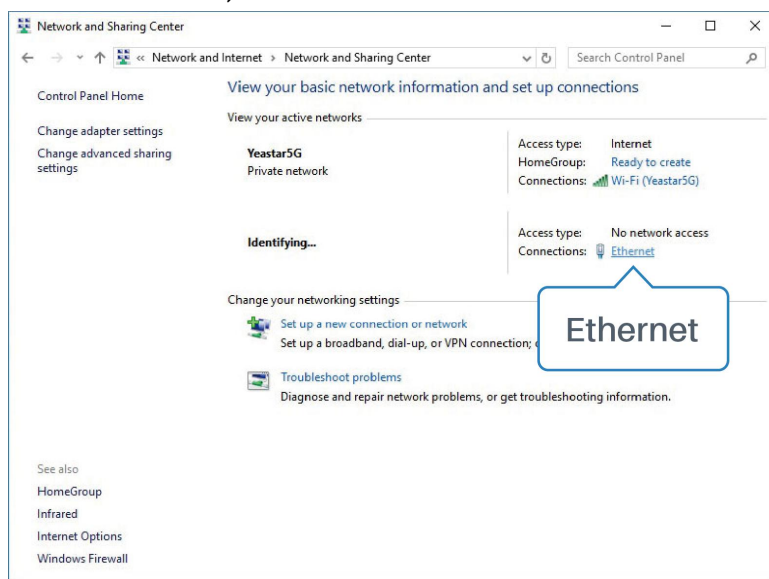 Network and Sharing Center
« Network and Internet > Network and Sharing Center
Search Control Panel
Control Panel Home
Change adapter settings
Change advanced sharing
settings
View your basic network information and set up connections
View your active networks
Yeastar5G
Private network
Access type: Internet
HomeGroup: Ready to create
Connections: Wi-Fi (Yeastar5G)
Identifying...
Access type: No network access
Connections: Ethernet
Ethernet
Change your networking settings
Set up a new connection or network
Set up a broadband, dial-up, or VPN connection;
Troubleshoot problems
Diagnose and repair network problems, or get troubleshooting information.
See also
HomeGroup
Infrared
Internet Options
Windows Firewall